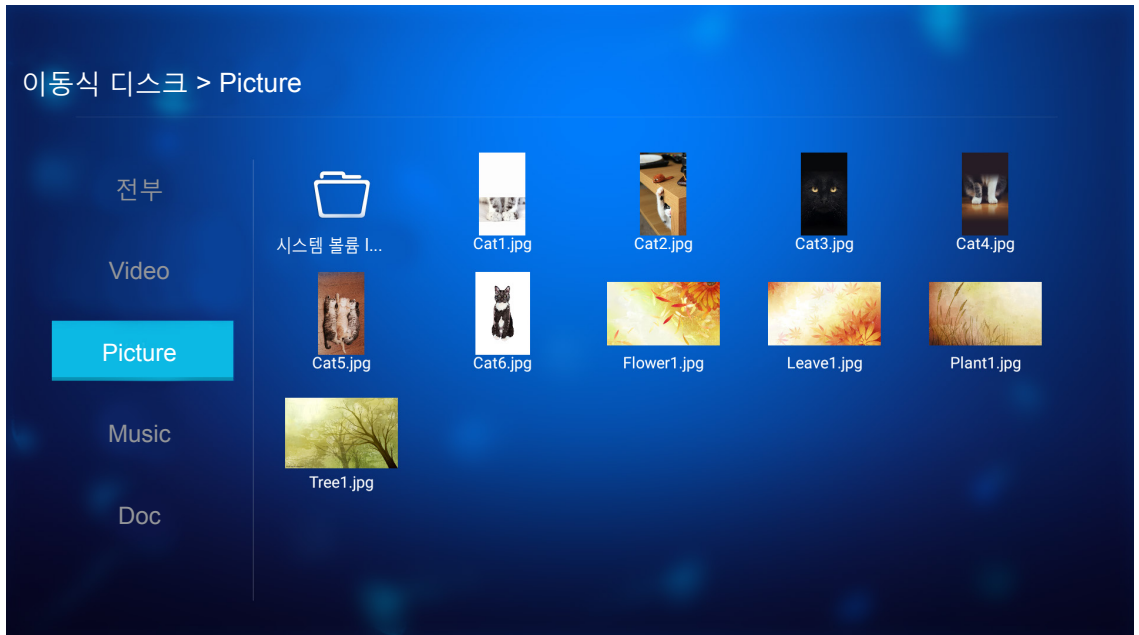 이동식 디스크 > Picture
전부
Video
Picture
Music
Doc
시스템 볼륨 I...
Cat1.jpg
Cat2.jpg
Cat3.jpg
Cat4.jpg
Cat5.jpg
Cat6.jpg
Flower1.jpg
Leave1.jpg
Plant1.jpg
Tree1.jpg